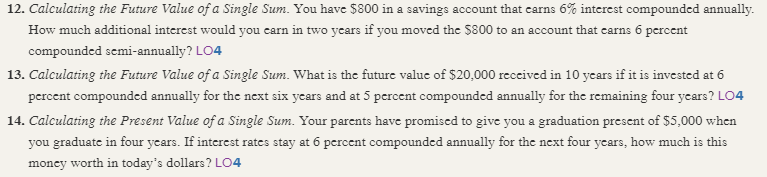 12. Calculating the Future Value of a Single Sum. You have $800 in a savings account that earns 6% interest compounded annually.
How much additional interest would you earn in two years if you moved the $800 to an account that earns 6 percent
compounded semi-annually? LO4
13. Calculating the Future Value of a Single Sum. What is the future value of $20,000 received in 10 years if it is invested at 6
percent compounded annually for the next six years and at 5 percent compounded annually for the remaining four years? LO4
14. Calculating the Present Value of a Single Sum. Your parents have promised to give you a graduation present of $5,000 when
you graduate in four years. If interest rates stay at 6 percent compounded annually for the next four years, how much is this
money worth in today's dollars? LO4